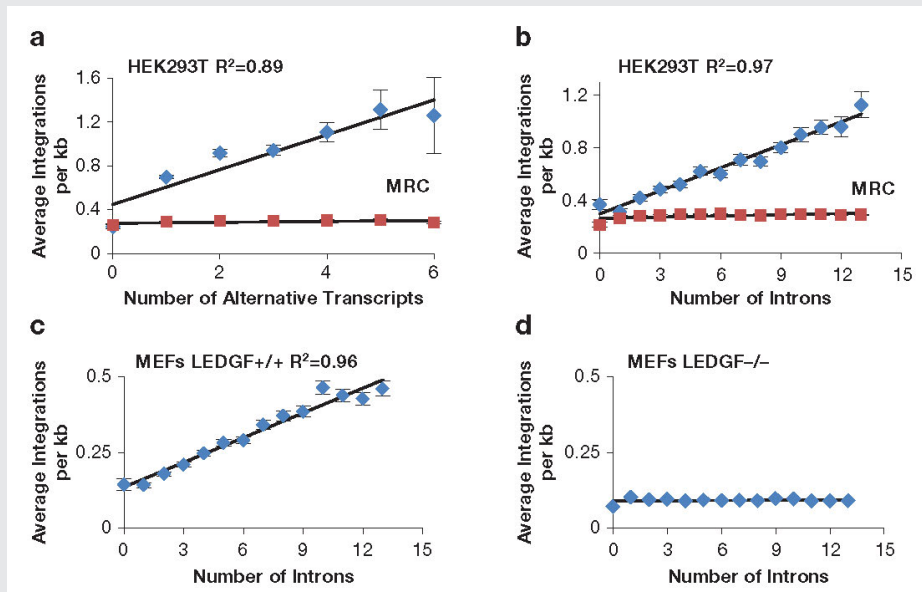 a
HEK293T R²=0.89
Average Integrations
per kb
1.6
1.2
0.8
0.4
0
MRC
0
2
4
6
Number of Alternative Transcripts
b
HEK293T R²=0.97
Average Integrations
per kb
1.2
0.8
0.4
0
MRC
0
3
6
9
12
15
Number of Introns
c
MEFs LEDGF+/+ R²=0.96
Average Integrations
per kb
0.5
0.25
0
0
3
6
9
12
15
Number of Introns
d
MEFs LEDGF–/–
Average Integrations
per kb
0.5
0.25
0
0
3
6
9
12
15
Number of Introns